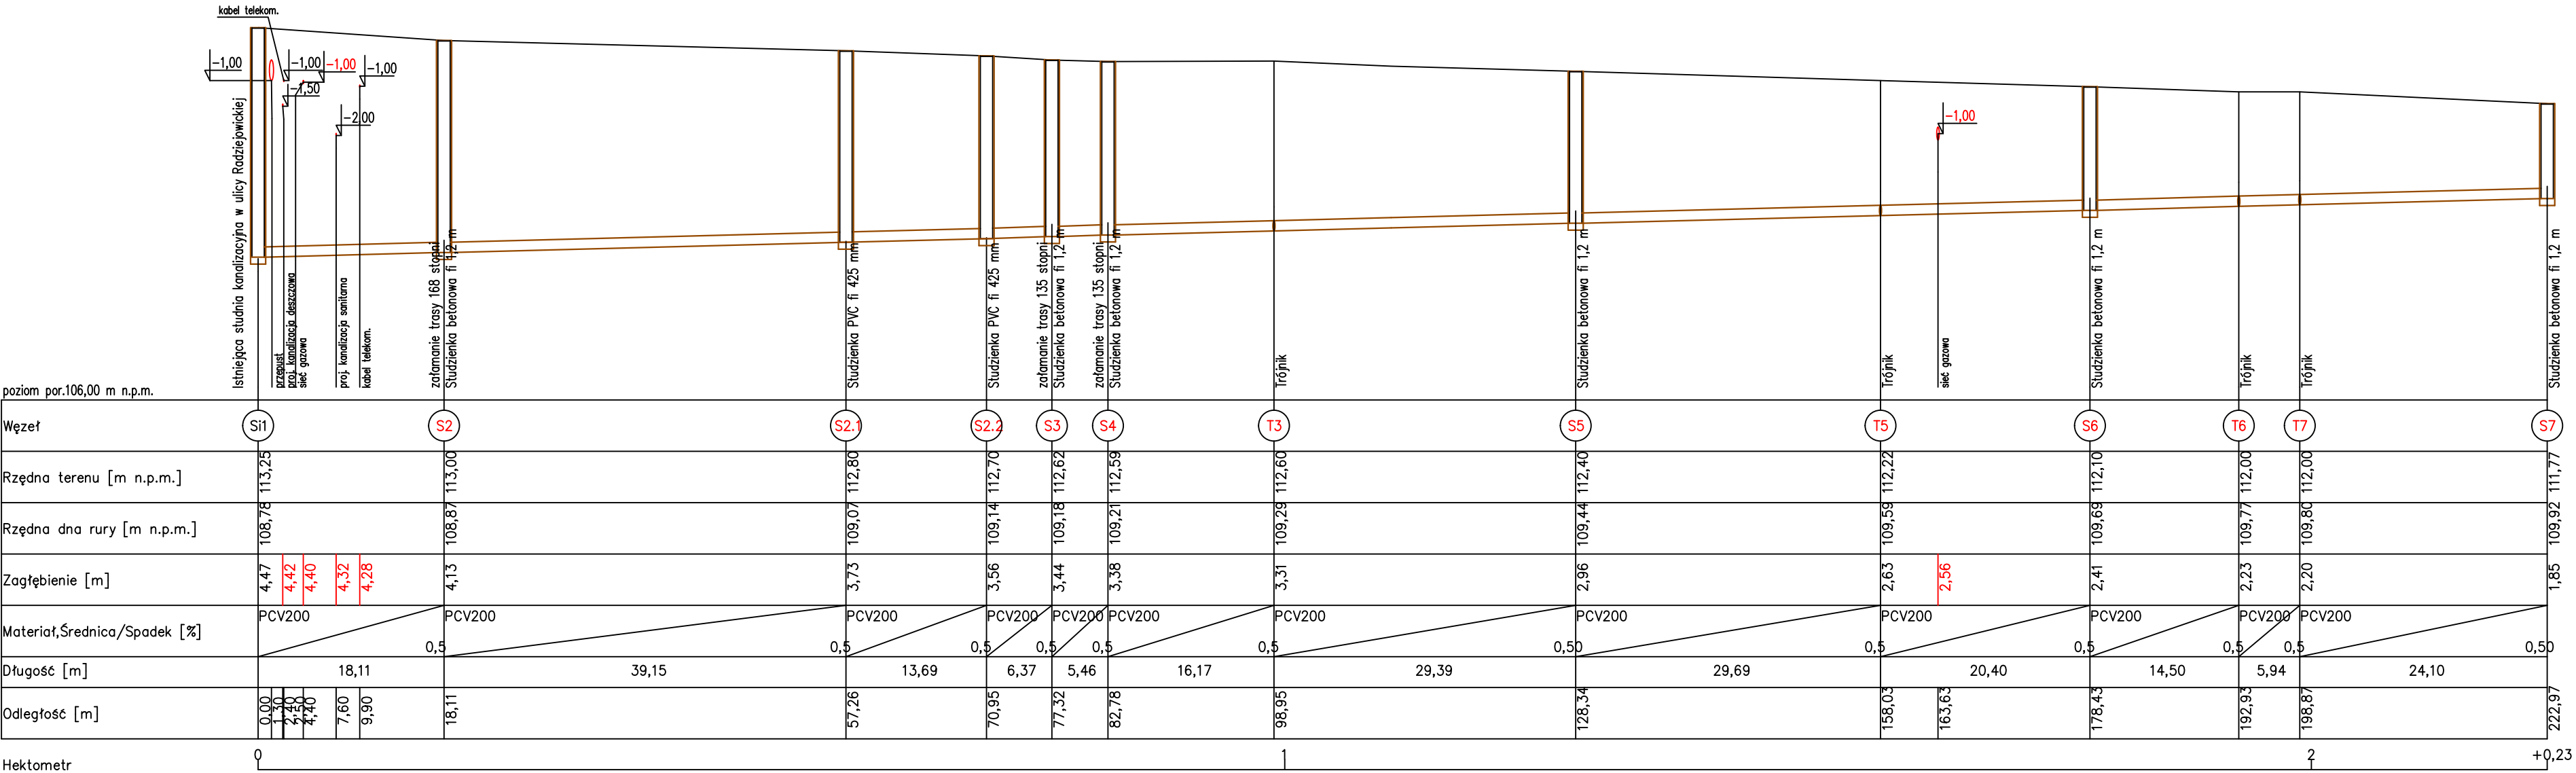 kabel telekom.
-1,00
-1,00
-1,00
-1,00
-1,50
-2,00
-1,00
Istniejąca studnia kanalizacyjna w ulicy Radziejowickiej
przepust
proj. kanalizacja deszczowa
sieć gazowa
proj. kanalizacja sanitarna
kabel telekom.
załamanie trasy 168 stopni
Studzienka betonowa fi 1,2 m
Studzienka PVC fi 425 mm
Studzienka PVC fi 425 mm
załamanie trasy 135 stopni
Studzienka betonowa fi 1,2 m
załamanie trasy 135 stopni
Studzienka betonowa fi 1,2 m
Trójnik
Studzienka betonowa fi 1,2 m
Trójnik
sieć gazowa
Studzienka betonowa fi 1,2 m
Trójnik
Trójnik
Studzienka betonowa fi 1,2 m
poziom por.106,00 m n.p.m.
Węzeł Si1 S2 S2.1 S2.2 S3 S4 T3 S5 T5 S6 T6 T7 S7
Rzędna terenu [m n.p.m.] 113,25 113,00 112,80 112,70 112,62 112,59 112,60 112,40 112,22 112,10 112,00 112,00 111,77
Rzędna dna rury [m n.p.m.] 108,78 108,87 109,07 109,14 109,18 109,21 109,29 109,44 109,59 109,69 109,77 109,80 109,92
Zagłębienie [m] 4,47 4,42 4,40 4,32 4,28 4,13 3,73 3,56 3,44 3,38 3,31 2,96 2,63 2,56 2,41 2,23 2,20 1,85
PCV200 PCV200 PCV200 PCV200 PCV200 PCV200 PCV200 PCV200 PCV200 PCV200 PCV200 PCV200
Materiał,Średnica/Spadek [%]
0,5 0,5 0,5 0,5 0,5 0,5 0,50 0,5 0,5 0,5 0,5 0,50
Długość [m] 18,11 39,15 13,69 6,37 5,46 16,17 29,39 29,69 20,40 14,50 5,94 24,10
Odległość [m] 0,00 1,30 2,40 2,50 4,40 7,60 9,90 18,11 57,26 70,95 77,32 82,78 98,95 128,34 158,03 163,63 178,43 192,93 198,87 222,97
0 1 2 +0,23
Hektometr